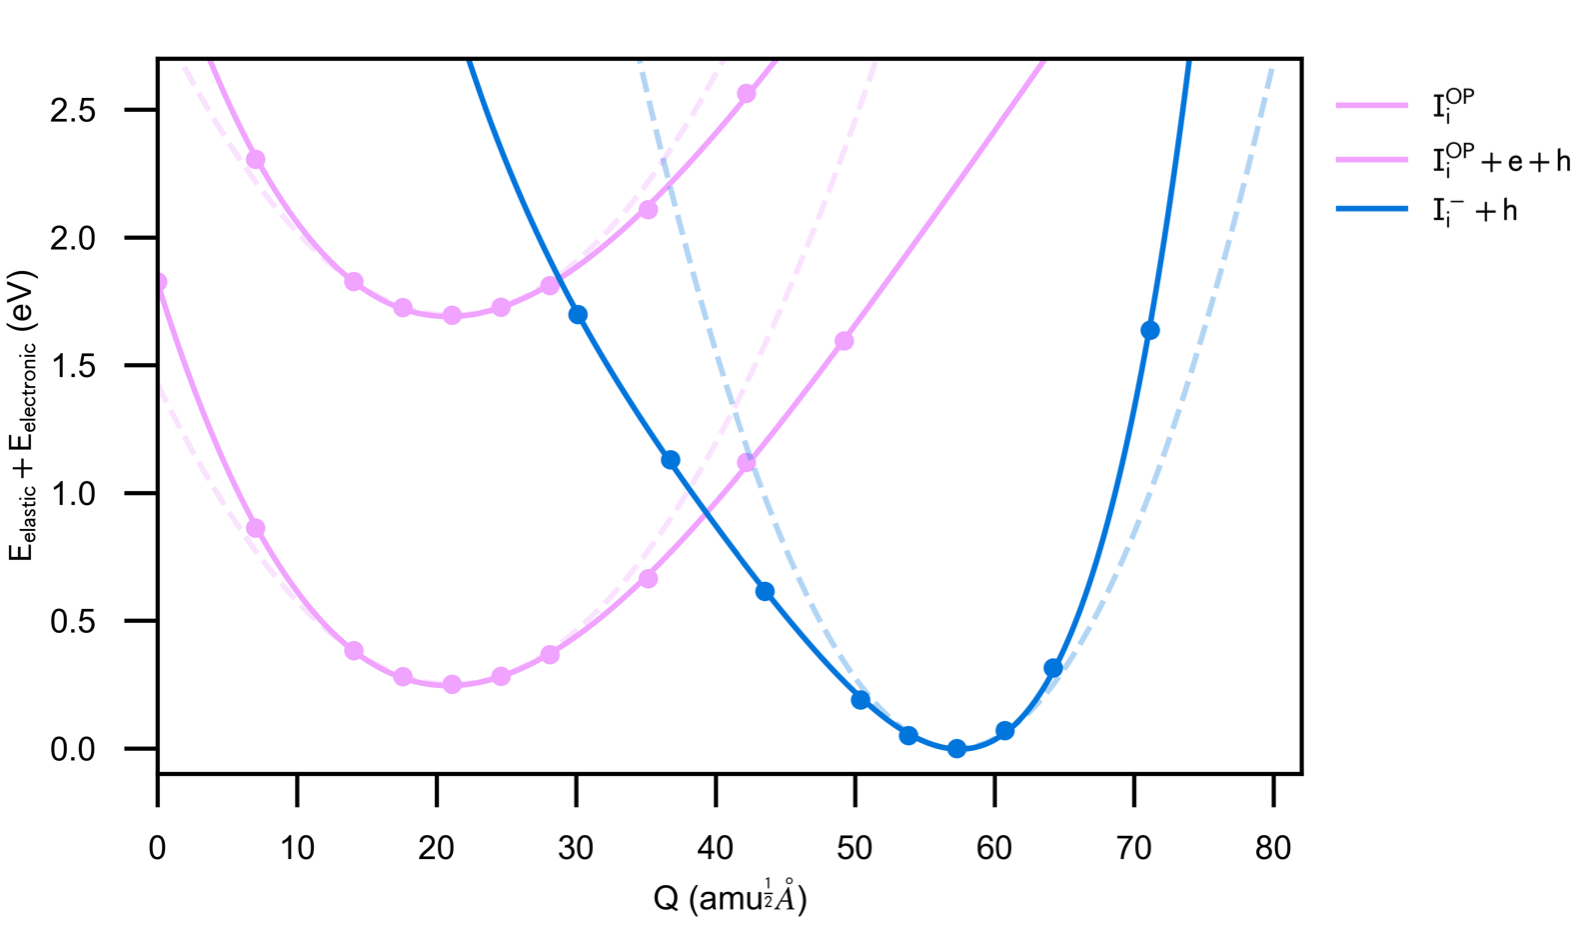 2.5
2.0
1.5
1.0
0.5
0.0
E_elastic + E_electronic (eV)
0 10 20 30 40 50 60 70 80
Q (amu^½ Å)
I_i^OP
I_i^OP + e + h
I_i^− + h